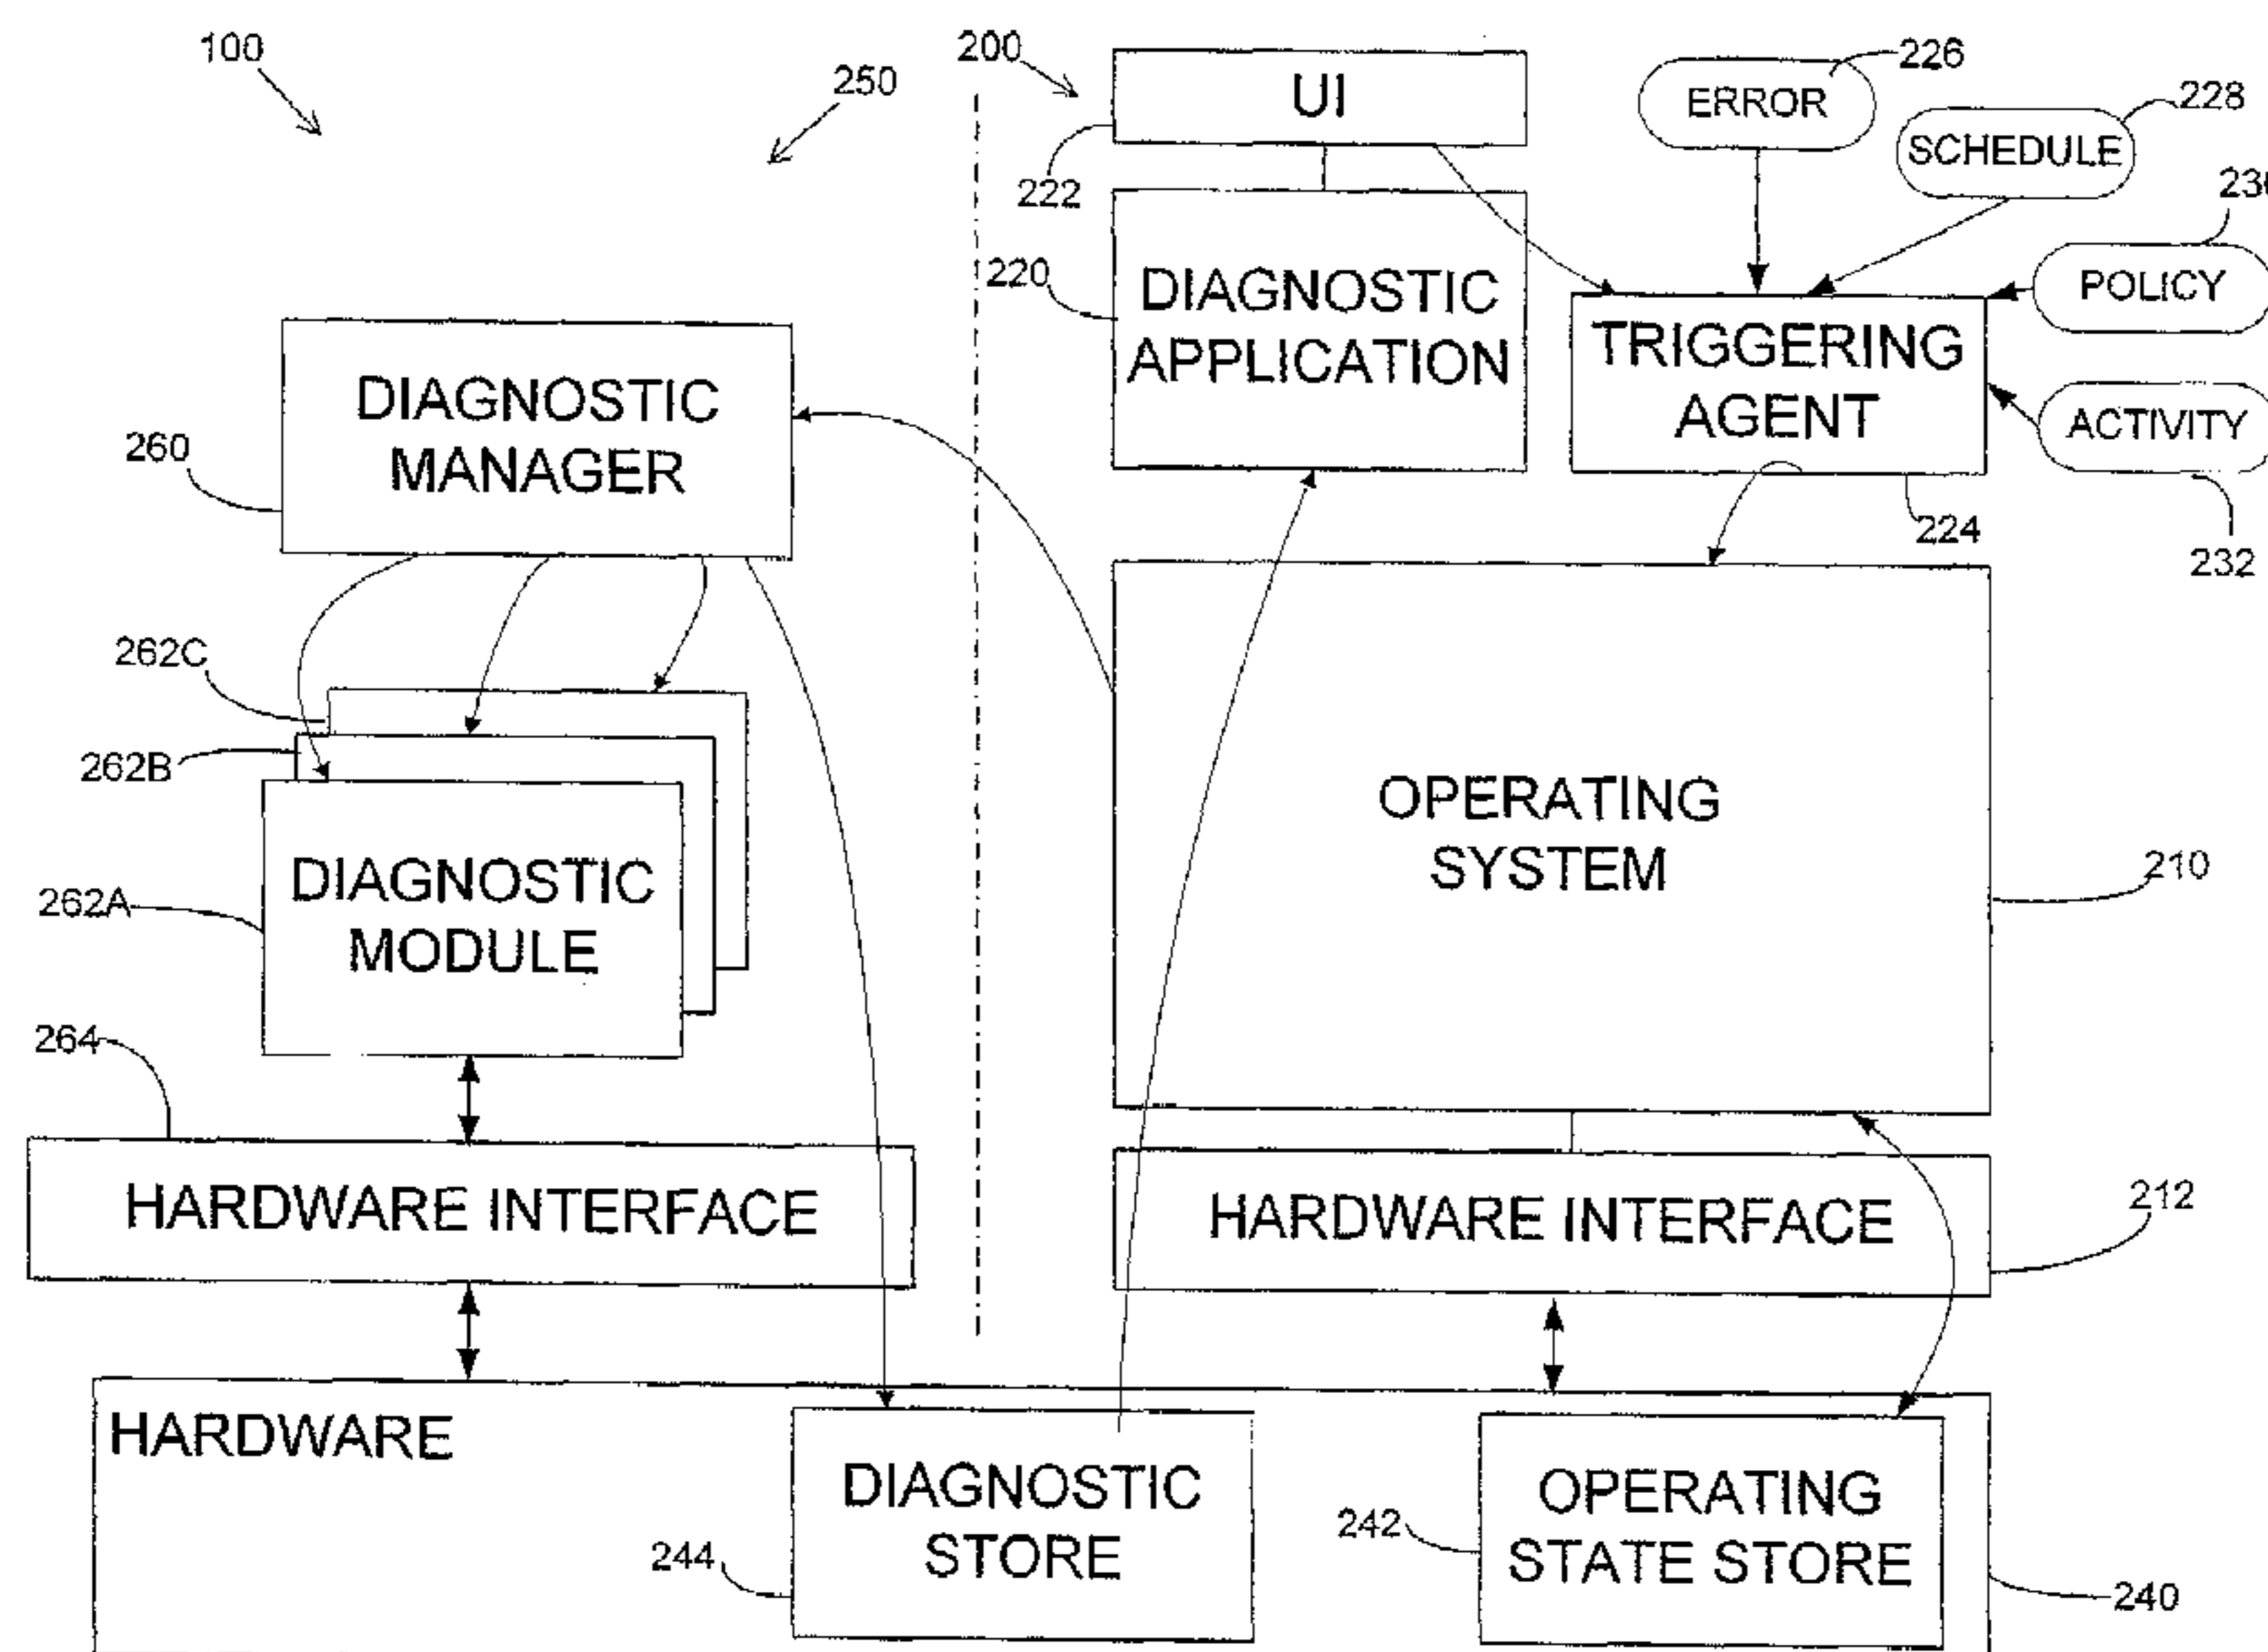 100
250
200
UI
222
ERROR
226
SCHEDULE
228
POLICY
ACTIVITY
232
220
DIAGNOSTIC
APPLICATION
TRIGGERING
AGENT
224
DIAGNOSTIC
MANAGER
260
262C
262B
262A
DIAGNOSTIC
MODULE
OPERATING
SYSTEM
210
264
HARDWARE INTERFACE
HARDWARE INTERFACE
212
HARDWARE
DIAGNOSTIC
STORE
244
OPERATING
STATE STORE
242
240